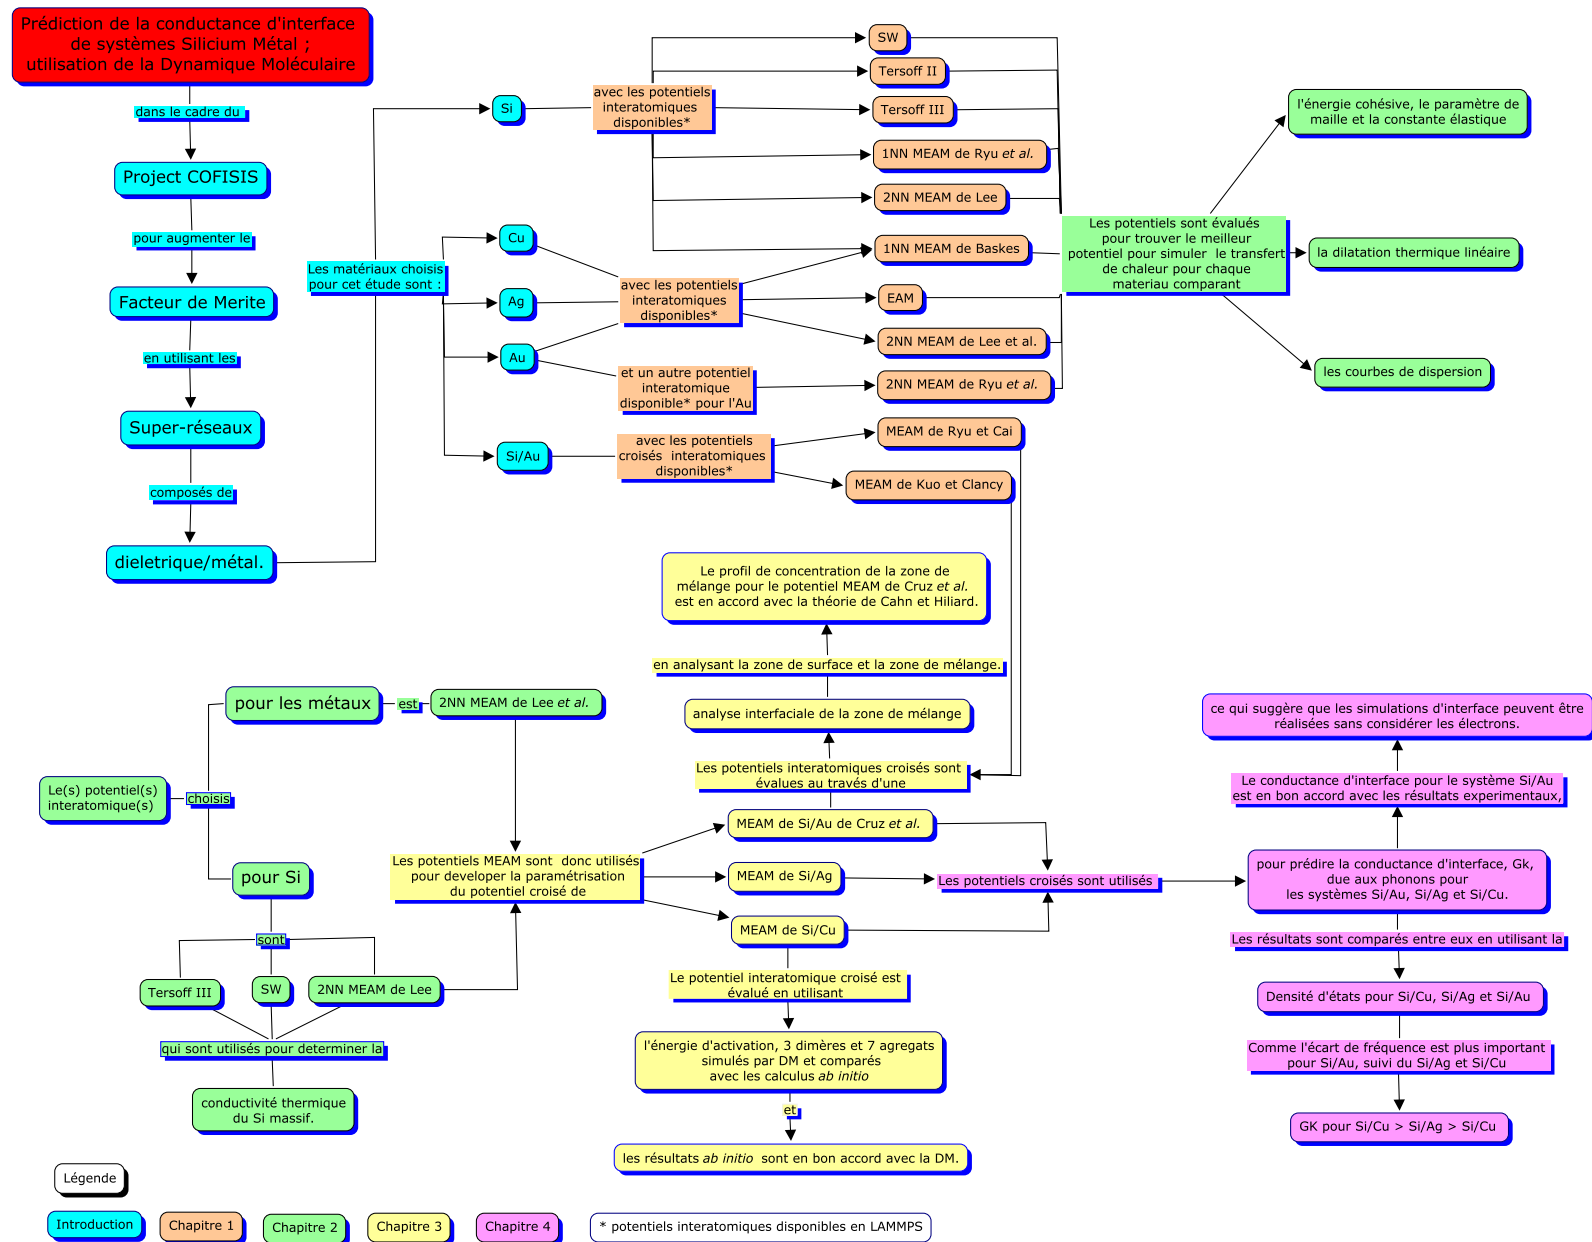 Prédiction de la conductance d'interface
de systèmes Silicium Métal ;
utilisation de la Dynamique Moléculaire
dans le cadre du
Project COFISIS
pour augmenter le
Facteur de Merite
en utilisant les
Super-réseaux
composés de
dieletrique/métal.
Les matériaux choisis
pour cet étude sont :
Si
Cu
Ag
Au
Si/Au
avec les potentiels
interatomiques
disponibles*
avec les potentiels
interatomiques
disponibles*
et un autre potentiel
interatomique
disponible* pour l'Au
avec les potentiels
croisés interatomiques
disponibles*
SW
Tersoff II
Tersoff III
1NN MEAM de Ryu et al.
2NN MEAM de Lee
1NN MEAM de Baskes
EAM
2NN MEAM de Lee et al.
2NN MEAM de Ryu et al.
MEAM de Ryu et Cai
MEAM de Kuo et Clancy
Les potentiels sont évalués
pour trouver le meilleur
potentiel pour simuler le transfert
de chaleur pour chaque
materiau comparant
l'énergie cohésive, le paramètre de
maille et la constante élastique
la dilatation thermique linéaire
les courbes de dispersion
Le profil de concentration de la zone de
mélange pour le potentiel MEAM de Cruz et al.
est en accord avec la théorie de Cahn et Hiliard.
en analysant la zone de surface et la zone de mélange.
analyse interfaciale de la zone de mélange
Les potentiels interatomiques croisés sont
évalues au través d'une
Le(s) potentiel(s)
interatomique(s)
choisis
pour les métaux
est
2NN MEAM de Lee et al.
pour Si
sont
Tersoff III
SW
2NN MEAM de Lee
qui sont utilisés pour determiner la
conductivité thermique
du Si massif.
Les potentiels MEAM sont donc utilisés
pour developer la paramétrisation
du potentiel croisé de
MEAM de Si/Au de Cruz et al.
MEAM de Si/Ag
MEAM de Si/Cu
Le potentiel interatomique croisé est
évalué en utilisant
l'énergie d'activation, 3 dimères et 7 agregats
simulés par DM et comparés
avec les calculus ab initio
et
les résultats ab initio sont en bon accord avec la DM.
Les potentiels croisés sont utilisés
ce qui suggère que les simulations d'interface peuvent être
réalisées sans considérer les électrons.
Le conductance d'interface pour le système Si/Au
est en bon accord avec les résultats experimentaux,
pour prédire la conductance d'interface, Gk,
due aux phonons pour
les systèmes Si/Au, Si/Ag et Si/Cu.
Les résultats sont comparés entre eux en utilisant la
Densité d'états pour Si/Cu, Si/Ag et Si/Au
Comme l'écart de fréquence est plus important
pour Si/Au, suivi du Si/Ag et Si/Cu
GK pour Si/Cu > Si/Ag > Si/Cu
Légende
Introduction
Chapitre 1
Chapitre 2
Chapitre 3
Chapitre 4
* potentiels interatomiques disponibles en LAMMPS